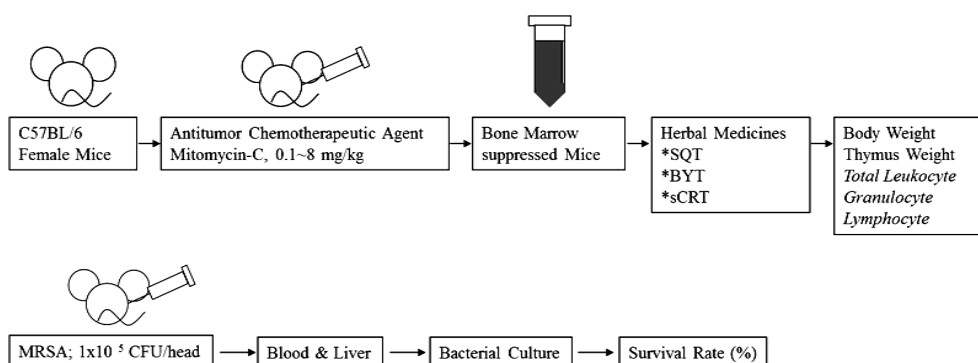 C57BL/6
Female Mice
Antitumor Chemotherapeutic Agent
Mitomycin-C, 0.1~8 mg/kg
Bone Marrow
suppressed Mice
Herbal Medicines
*SQT
*BYT
*sCRT
Body Weight
Thymus Weight
Total Leukocyte
Granulocyte
Lymphocyte
MRSA; 1x10 ⁵ CFU/head
Blood & Liver
Bacterial Culture
Survival Rate (%)